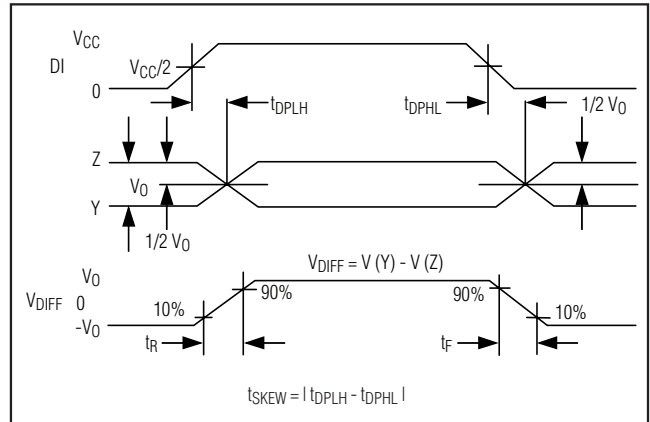 VCC
DI
VCC/2
0
tDPLH
tDPHL
1/2 VO
Z
VO
Y
1/2 VO
VDIFF = V (Y) - V (Z)
VO
VDIFF 0
-VO
10%
90%
90%
10%
tR
tF
tSKEW = | tDPLH - tDPHL |